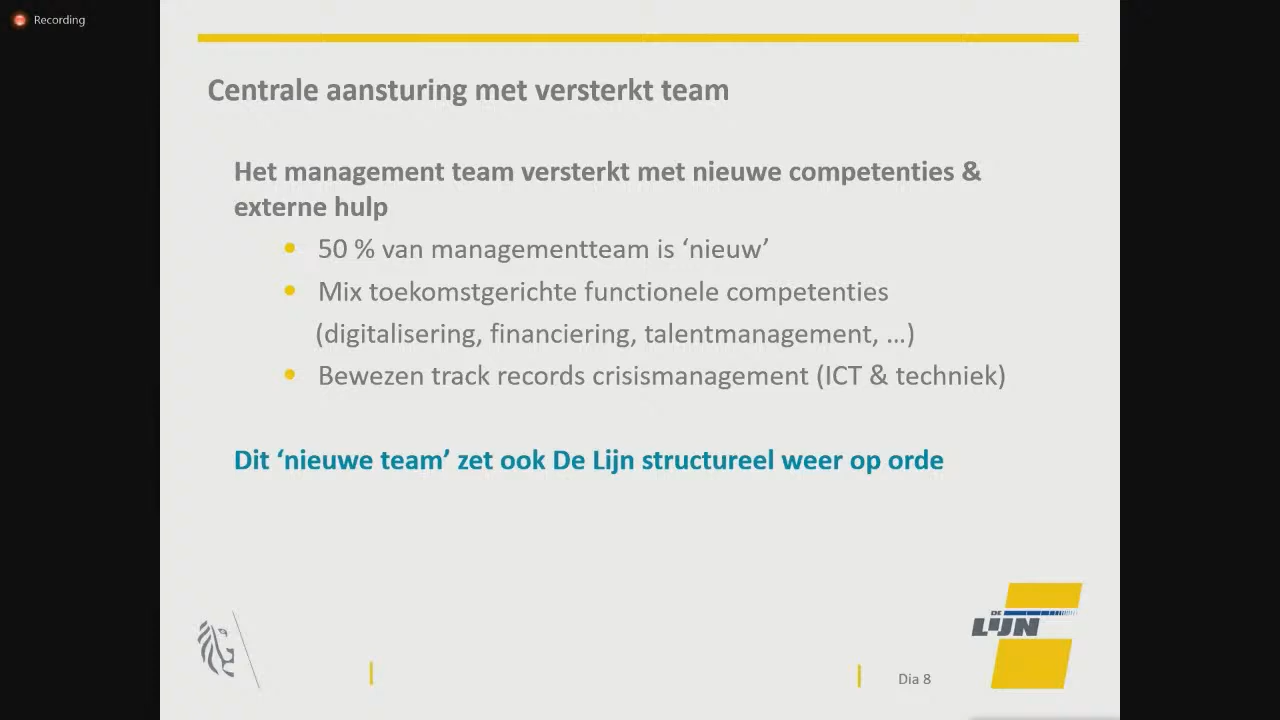 Recording
Centrale aansturing met versterkt team
Het management team versterkt met nieuwe competenties &
externe hulp
50 % van managementteam is ‘nieuw’
Mix toekomstgerichte functionele competenties
(digitalisering, financiering, talentmanagement, …)
Bewezen track records crisismanagement (ICT & techniek)
Dit ‘nieuwe team’ zet ook De Lijn structureel weer op orde
DE
LIJN
Dia 8